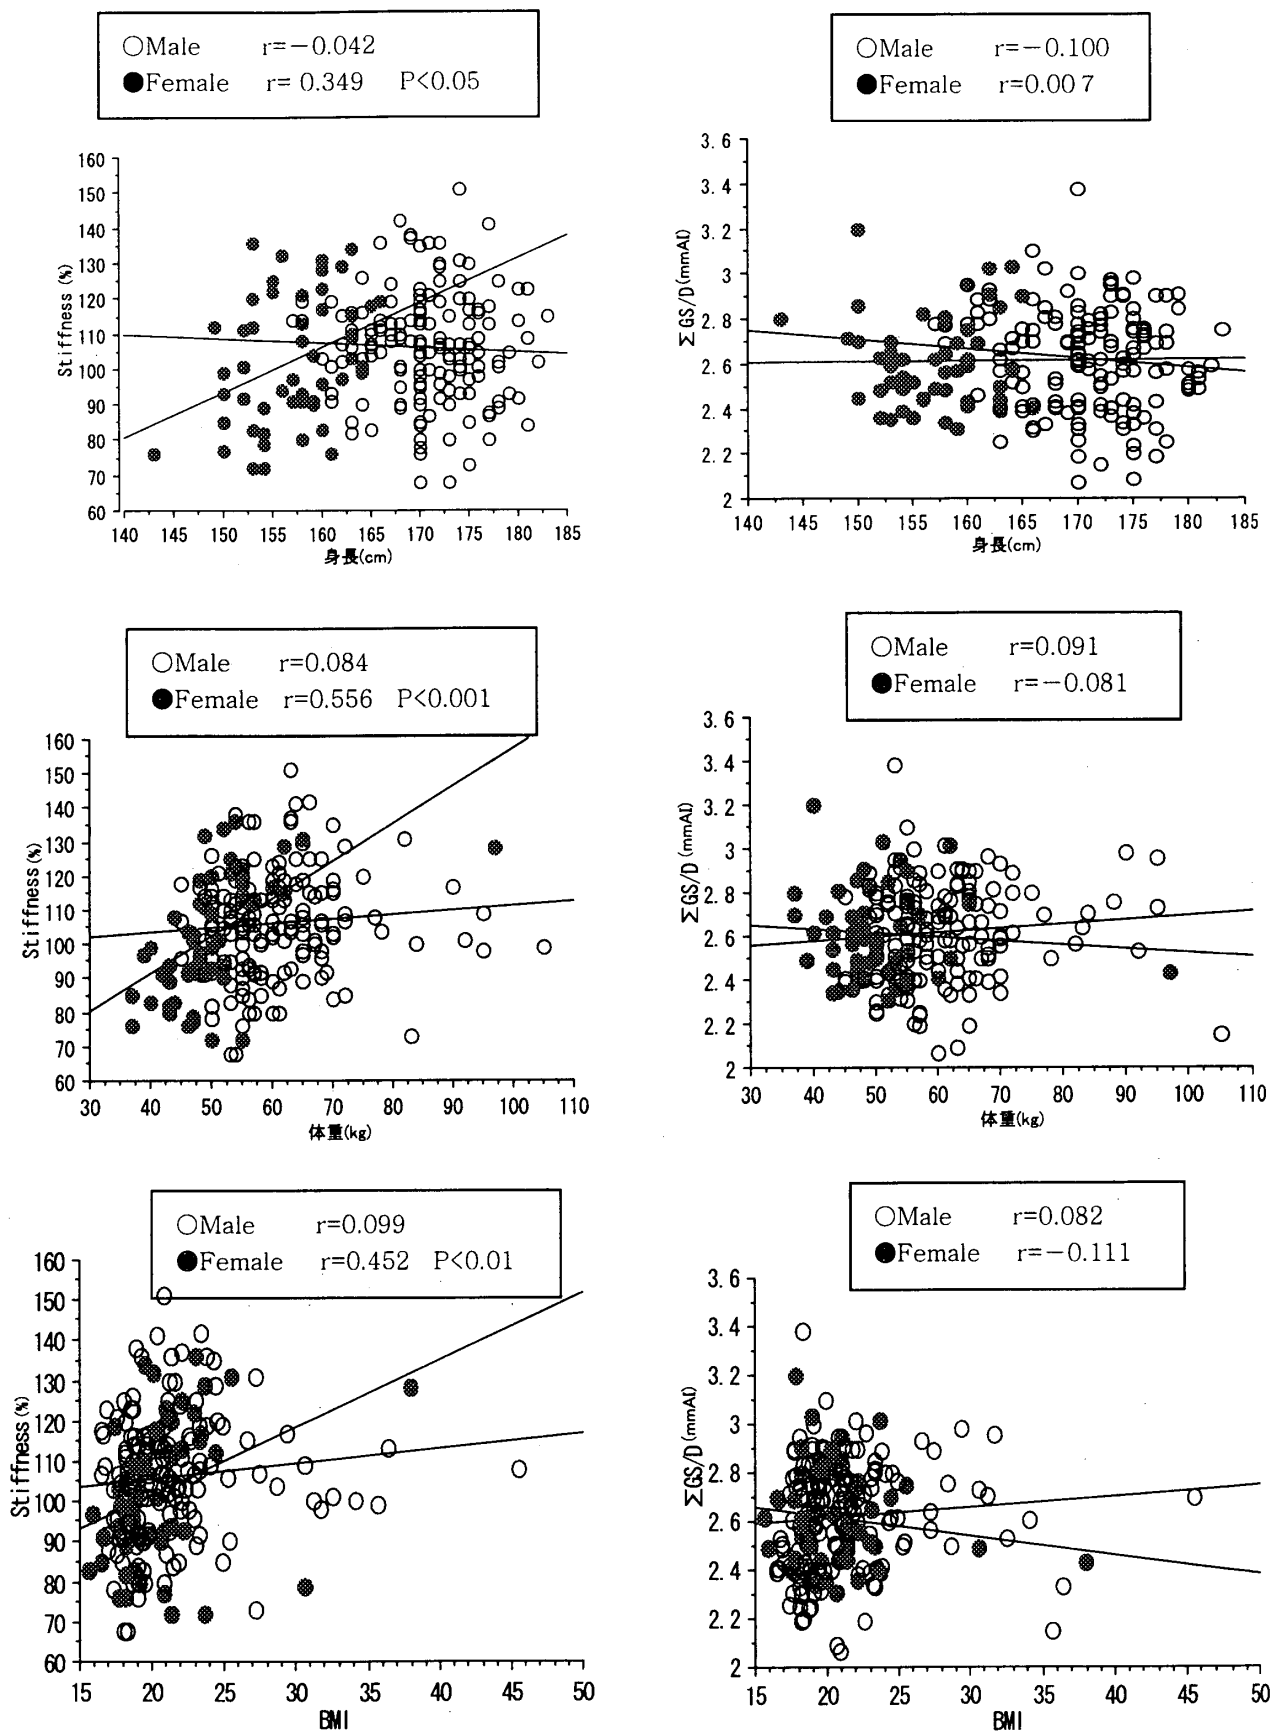 ○Male r=−0.042
●Female r= 0.349 P<0.05
160
150
140
130
120
110
100
90
80
70
60
Stiffness(%)
140 145 150 155 160 165 170 175 180 185
身長(cm)
○Male r=−0.100
●Female r=0.007
3.6
3.4
3.2
3
2.8
2.6
2.4
2.2
2
ΣGS/D(mmAl)
140 145 150 155 160 165 170 175 180 185
身長(cm)
○Male r=0.084
●Female r=0.556 P<0.001
160
150
140
130
120
110
100
90
80
70
60
Stiffness(%)
30 40 50 60 70 80 90 100 110
体重(kg)
○Male r=0.091
●Female r=−0.081
3.6
3.4
3.2
3
2.8
2.6
2.4
2.2
2
ΣGS/D(mmAl)
30 40 50 60 70 80 90 100 110
体重(kg)
○Male r=0.099
●Female r=0.452 P<0.01
160
150
140
130
120
110
100
90
80
70
60
Stiffness(%)
15 20 25 30 35 40 45 50
BMI
○Male r=0.082
●Female r=−0.111
3.6
3.4
3.2
3
2.8
2.6
2.4
2.2
2
ΣGS/D(mmAl)
15 20 25 30 35 40 45 50
BMI